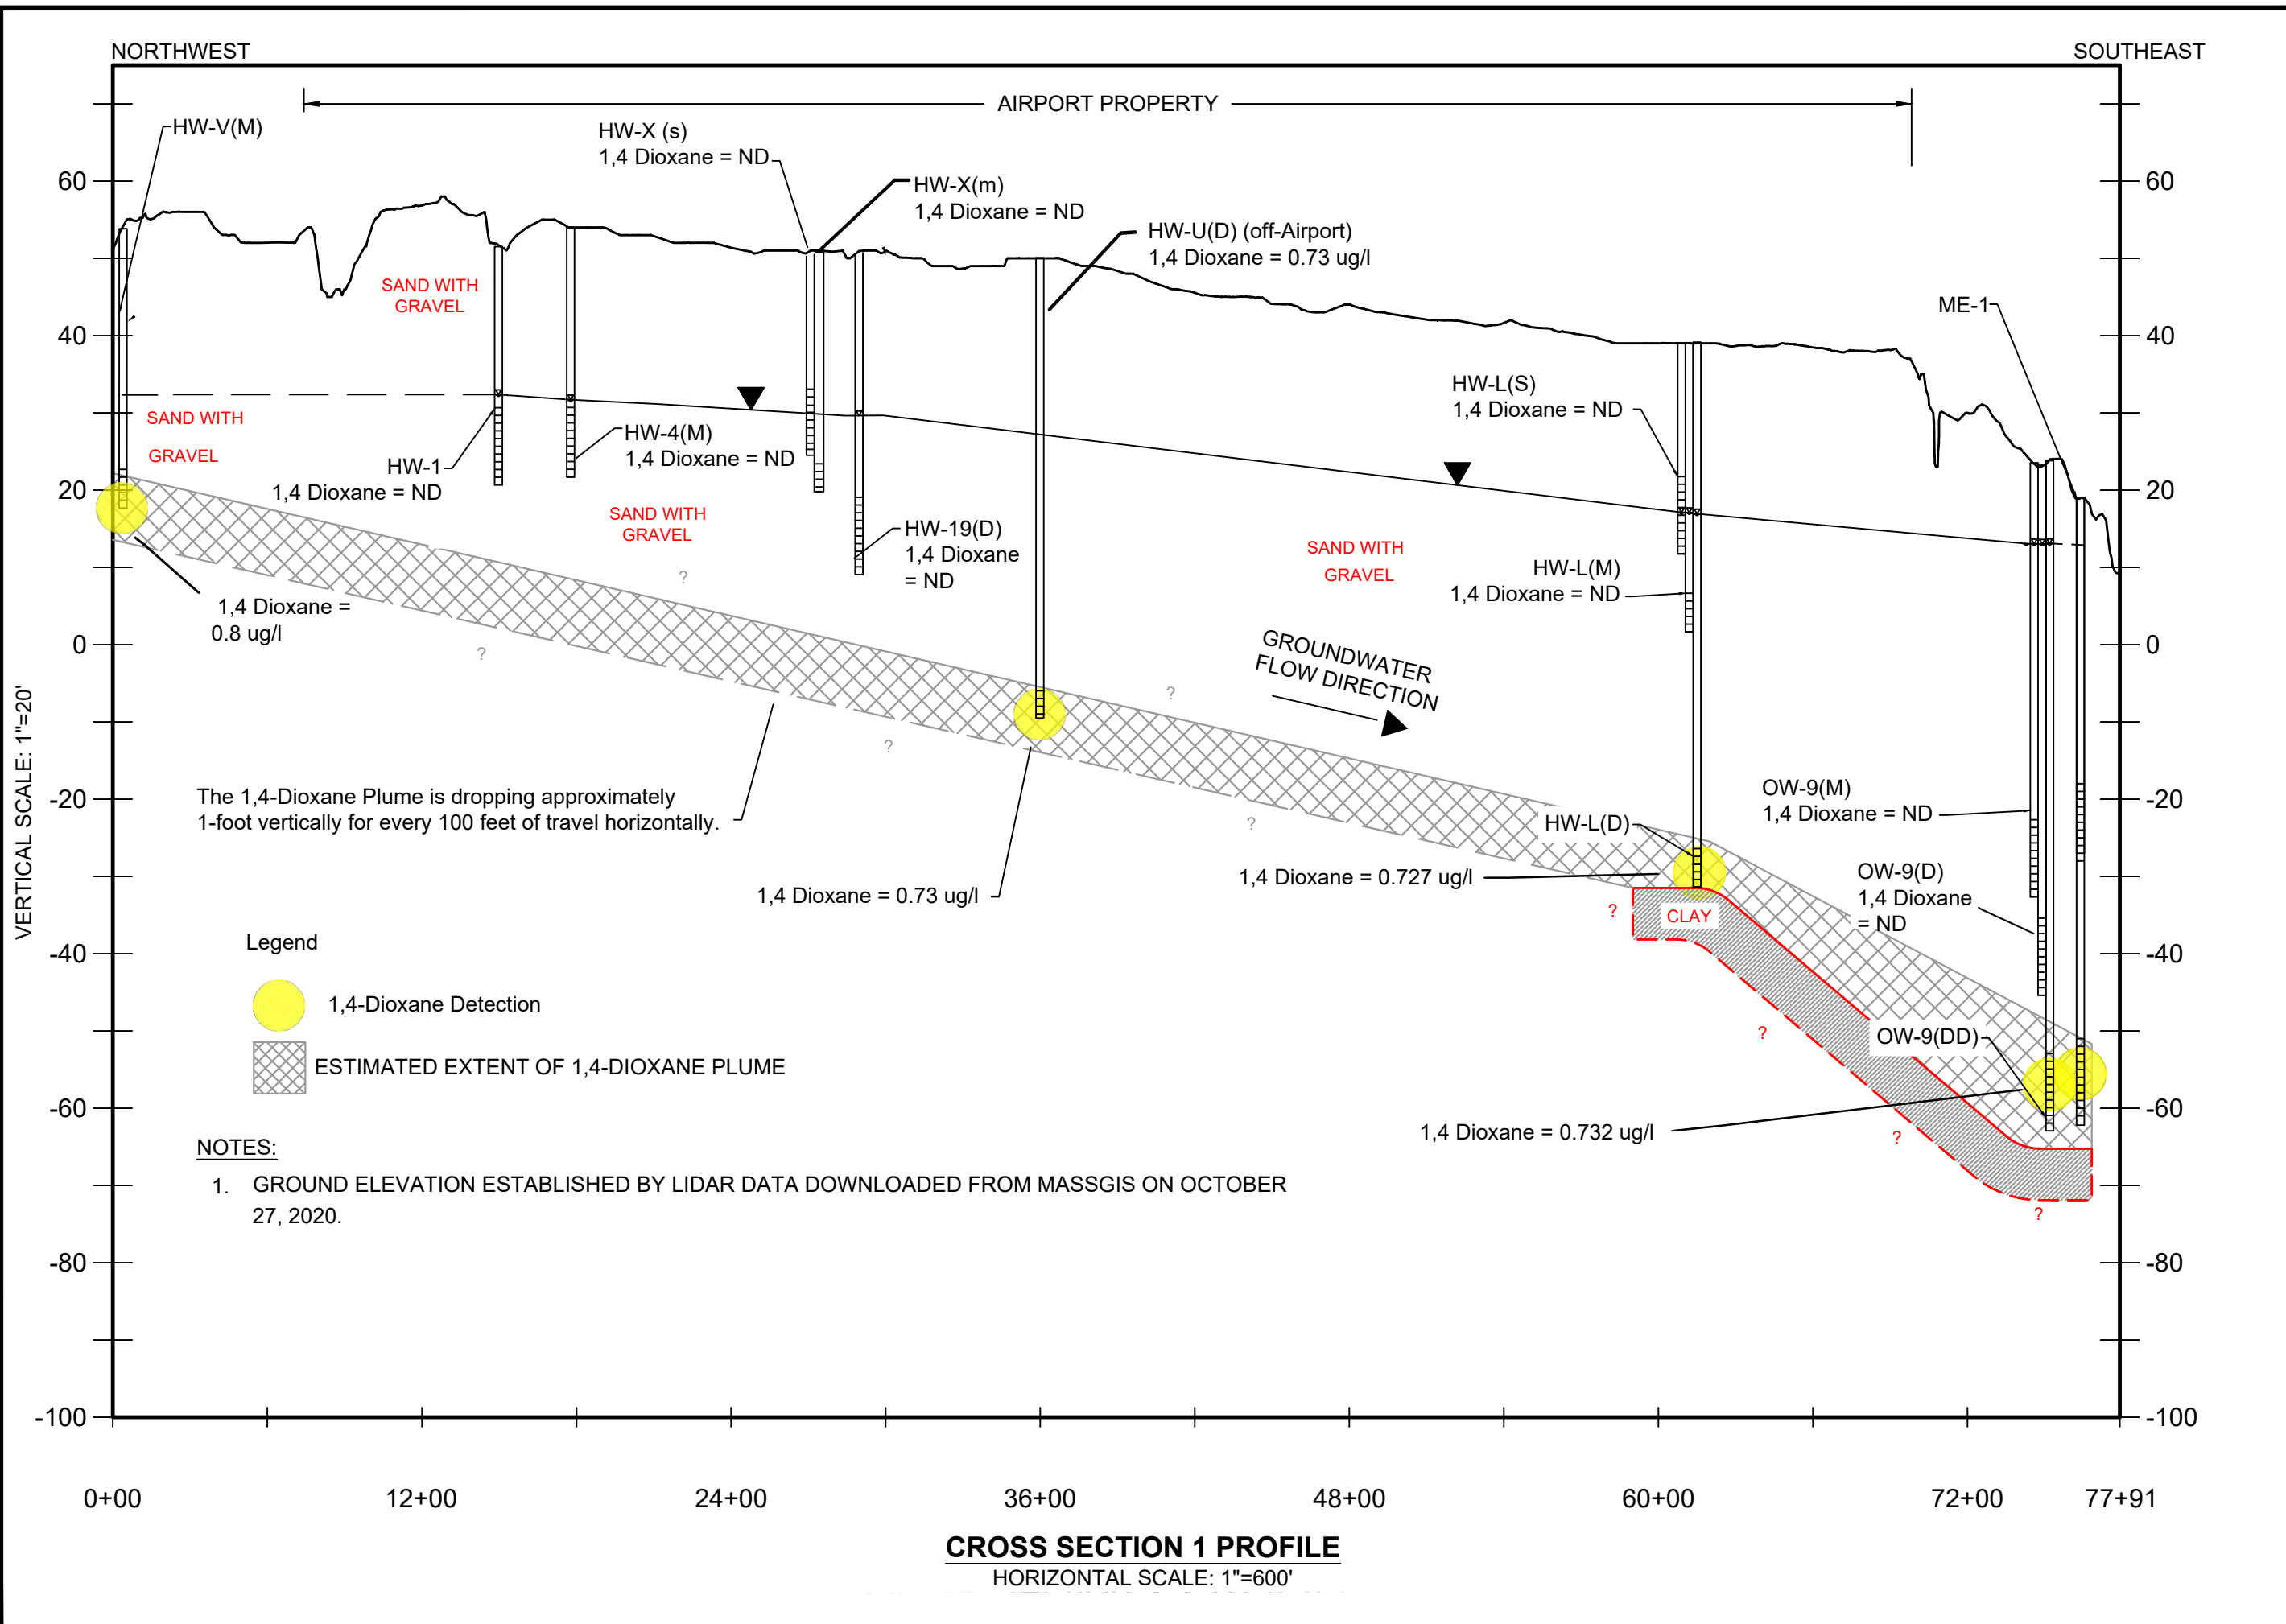 NORTHWEST
SOUTHEAST
AIRPORT PROPERTY
HW-V(M)
HW-X (s)
1,4 Dioxane = ND
HW-X(m)
1,4 Dioxane = ND
HW-U(D) (off-Airport)
1,4 Dioxane = 0.73 ug/l
ME-1
60
60
SAND WITH
GRAVEL
40
40
HW-L(S)
1,4 Dioxane = ND
SAND WITH
GRAVEL
HW-4(M)
1,4 Dioxane = ND
HW-1
1,4 Dioxane = ND
20
20
SAND WITH
GRAVEL
HW-19(D)
1,4 Dioxane
= ND
SAND WITH
GRAVEL
HW-L(M)
1,4 Dioxane = ND
?
1,4 Dioxane =
0.8 ug/l
0
0
?
GROUNDWATER
FLOW DIRECTION
?
?
VERTICAL SCALE: 1"=20'
The 1,4-Dioxane Plume is dropping approximately
1-foot vertically for every 100 feet of travel horizontally.
-20
-20
?
OW-9(M)
1,4 Dioxane = ND
HW-L(D)
1,4 Dioxane = 0.73 ug/l
1,4 Dioxane = 0.727 ug/l
OW-9(D)
1,4 Dioxane
= ND
?
CLAY
-40
-40
Legend
1,4-Dioxane Detection
?
OW-9(DD)
ESTIMATED EXTENT OF 1,4-DIOXANE PLUME
-60
-60
1,4 Dioxane = 0.732 ug/l
?
NOTES:
1. GROUND ELEVATION ESTABLISHED BY LIDAR DATA DOWNLOADED FROM MASSGIS ON OCTOBER
27, 2020.
?
-80
-80
-100
-100
0+00 12+00 24+00 36+00 48+00 60+00 72+00 77+91
CROSS SECTION 1 PROFILE
HORIZONTAL SCALE: 1"=600'